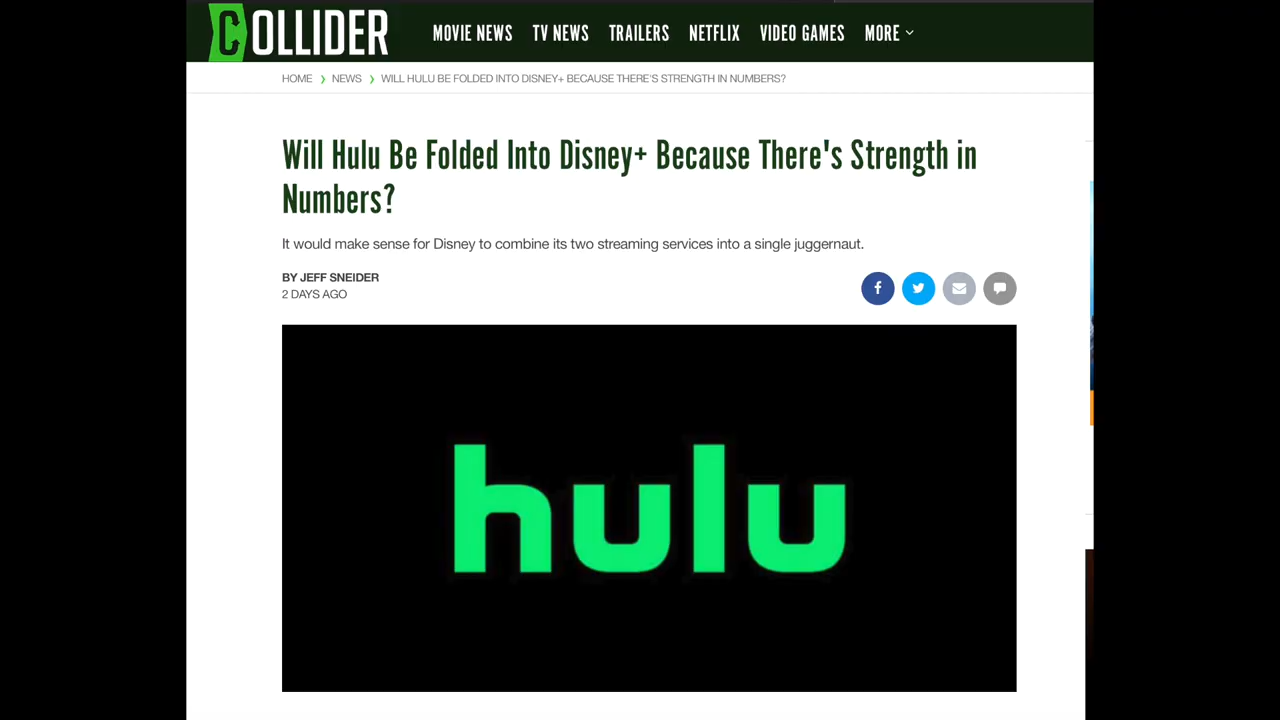 COLLIDER
MOVIE NEWS TV NEWS TRAILERS NETFLIX VIDEO GAMES MORE
HOME NEWS WILL HULU BE FOLDED INTO DISNEY+ BECAUSE THERE'S STRENGTH IN NUMBERS?
Will Hulu Be Folded Into Disney+ Because There's Strength in
Numbers?
It would make sense for Disney to combine its two streaming services into a single juggernaut.
BY JEFF SNEIDER
2 DAYS AGO
hulu